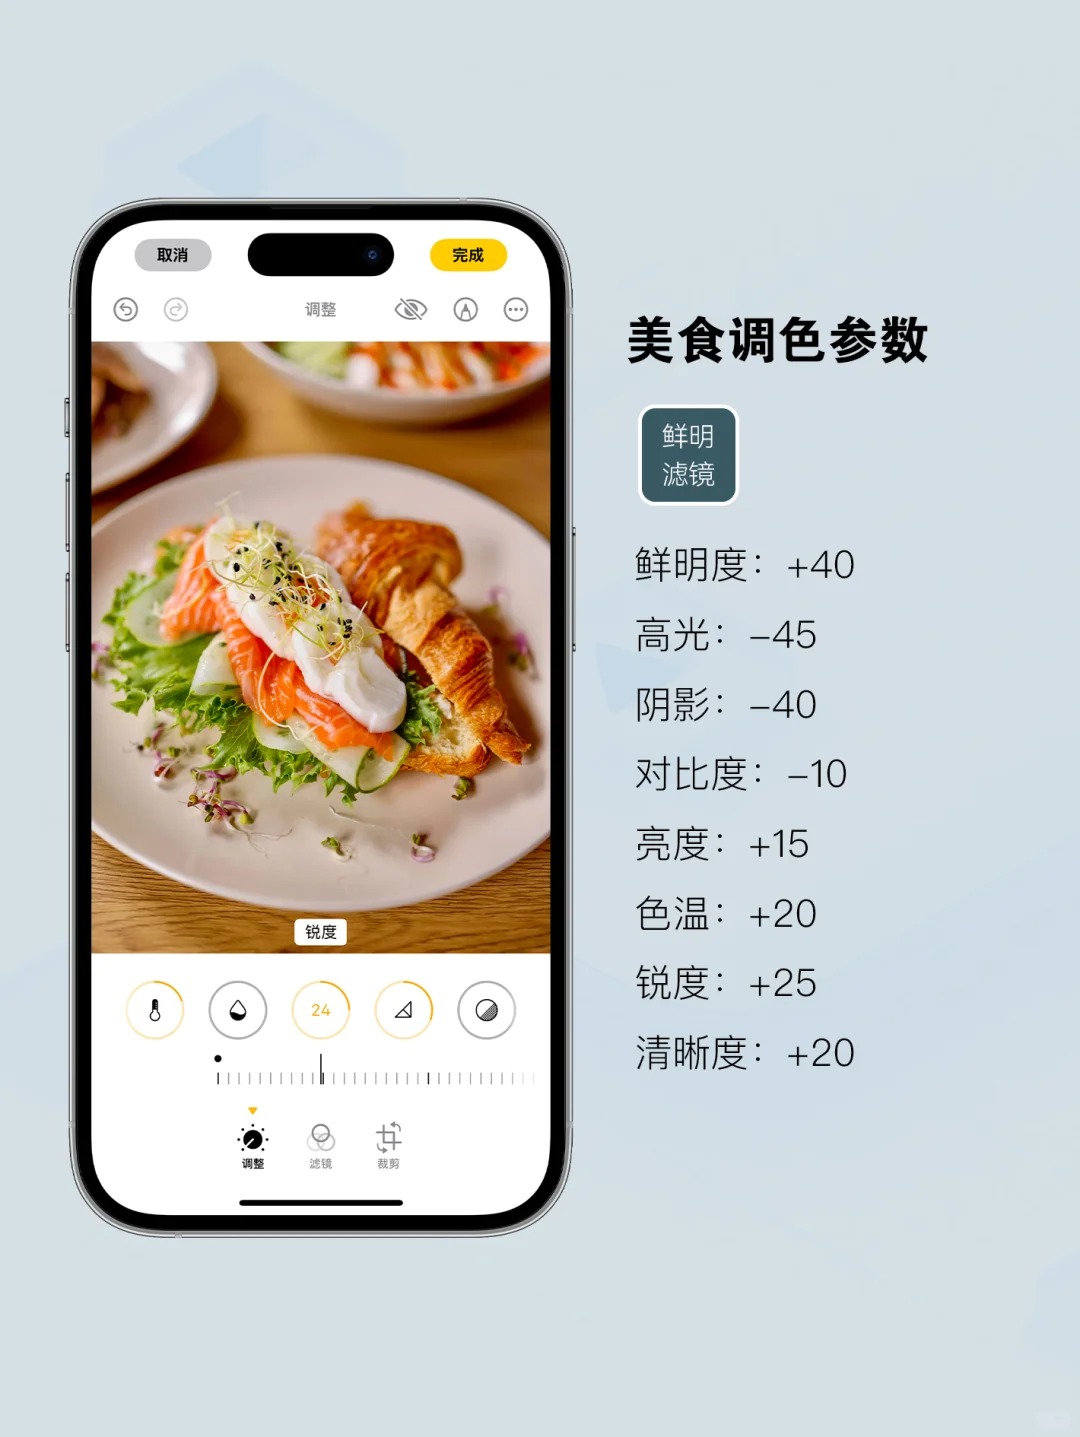 取消
完成
调整
美食调色参数
鲜明
滤镜
鲜明度：+40
高光：-45
阴影：-40
对比度：-10
亮度：+15
色温：+20
锐度：+25
清晰度：+20
锐度
24
调整
滤镜
裁剪